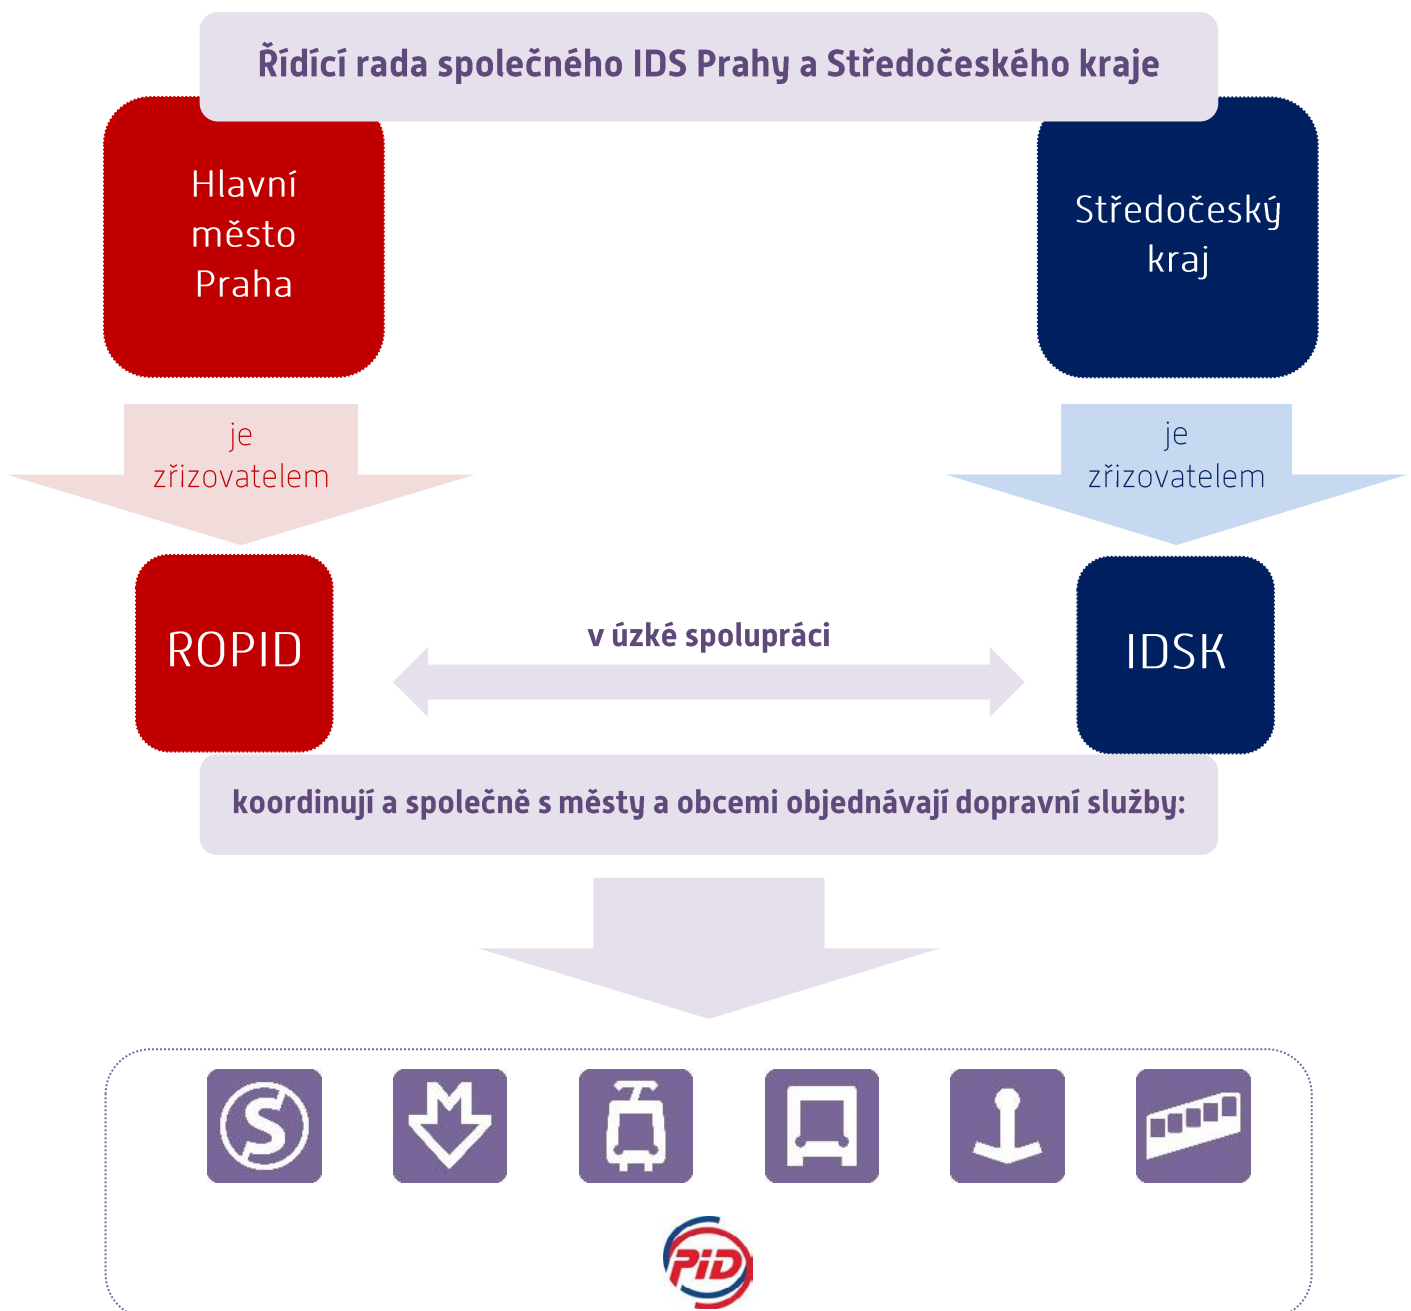 Řídící rada společného IDS Prahy a Středočeského kraje
Hlavní
město
Praha
Středočeský
kraj
je
zřizovatelem
je
zřizovatelem
ROPID
v úzké spolupráci
IDSK
koordinují a společně s městy a obcemi objednávají dopravní služby:
S
M
PID